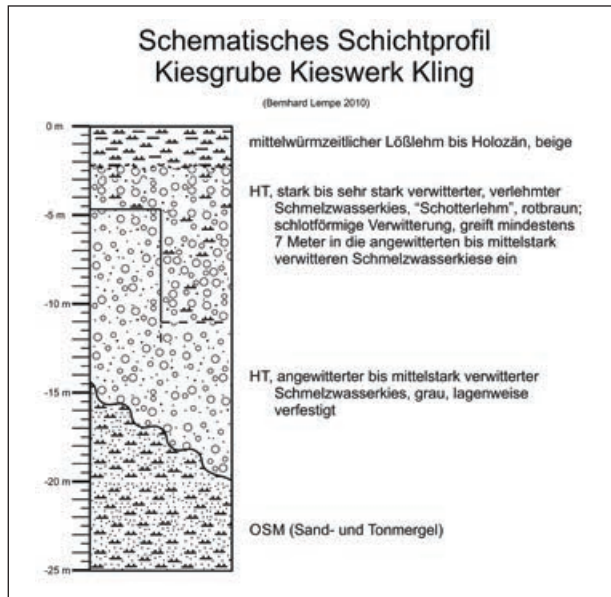 Schematisches Schichtprofil
Kiesgrube Kieswerk Kling
(Bernhard Lempe 2010)
0 m
mittelwürmzeitlicher Lößlehm bis Holozän, beige
HT, stark bis sehr stark verwitterter, verlehmter
Schmelzwasserkies, "Schotterlehm", rotbraun;
schlotförmige Verwitterung, greift mindestens
7 Meter in die angewitterten bis mittelstark
verwitteren Schmelzwasserkiese ein
-5 m
-10 m
HT, angewitterter bis mittelstark verwitterter
Schmelzwasserkies, grau, lagenweise
verfestigt
-15 m
-20 m
OSM (Sand- und Tonmergel)
-25 m